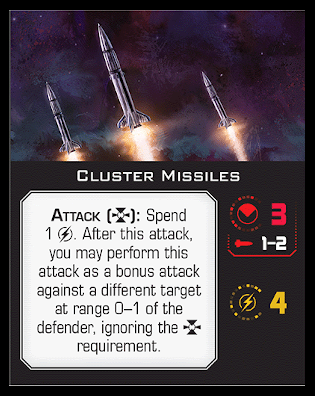 Cluster Missiles
Attack (): Spend
1 . After this attack,
you may perform this
attack as a bonus attack
against a different target
at range 0–1 of the
defender, ignoring the
requirement.
3
1–2
4